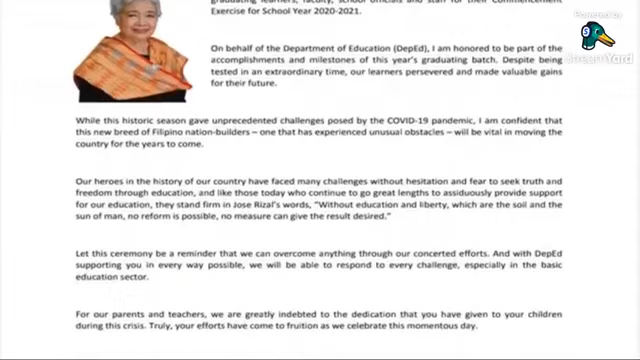 graduating learners, faculty, school officials and staff for their Commencement
Exercise for School Year 2020-2021.
On behalf of the Department of Education (DepEd), I am honored to be part of the
accomplishments and milestones of this year's graduating batch. Despite being
tested in an extraordinary time, our learners persevered and made valuable gains
for their future.
While this historic season gave unprecedented challenges posed by the COVID-19 pandemic, I am confident that
this new breed of Filipino nation-builders – one that has experienced unusual obstacles – will be vital in moving the
country for the years to come.
Our heroes in the history of our country have faced many challenges without hesitation and fear to seek truth and
freedom through education, and like those today who continue to go great lengths to assiduously provide support
for our education, they stand firm in Jose Rizal's words, "Without education and liberty, which are the soil and the
sun of man, no reform is possible, no measure can give the result desired."
Let this ceremony be a reminder that we can overcome anything through our concerted efforts. And with DepEd
supporting you in every way possible, we will be able to respond to every challenge, especially in the basic
education sector.
For our parents and teachers, we are greatly indebted to the dedication that you have given to your children
during this crisis. Truly, your efforts have come to fruition as we celebrate this momentous day.
Powered by
StreamYard